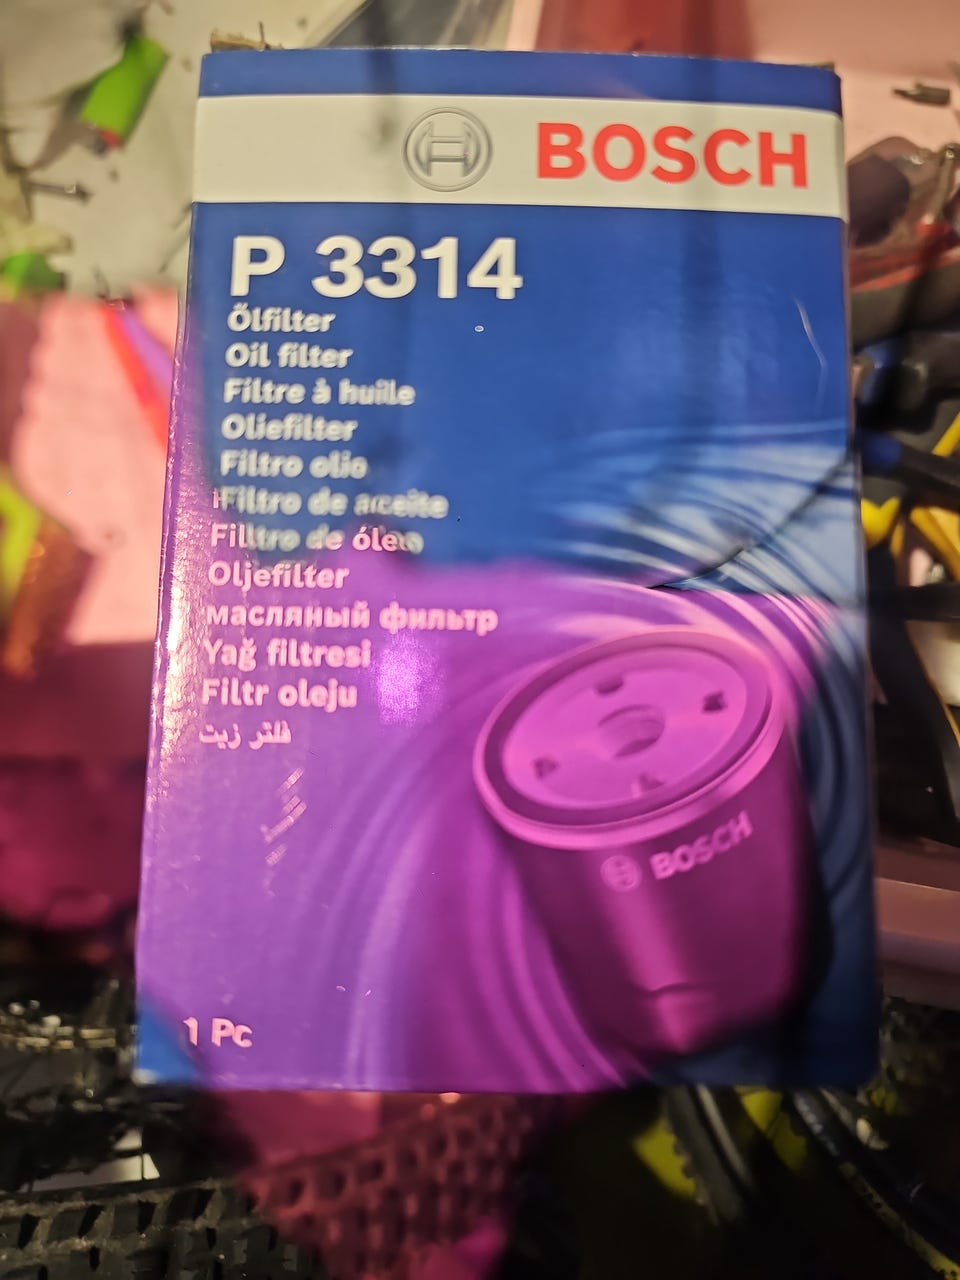 BOSCH
P 3314
Ölfilter
Oil filter
Filtre à huile
Oliefilter
Filtro olio
Filtro de aceite
Filtro de óleo
Oljefilter
масляный фильтр
Yağ filtresi
Filtr oleju
فلتر زيت
BOSCH
1 Pc